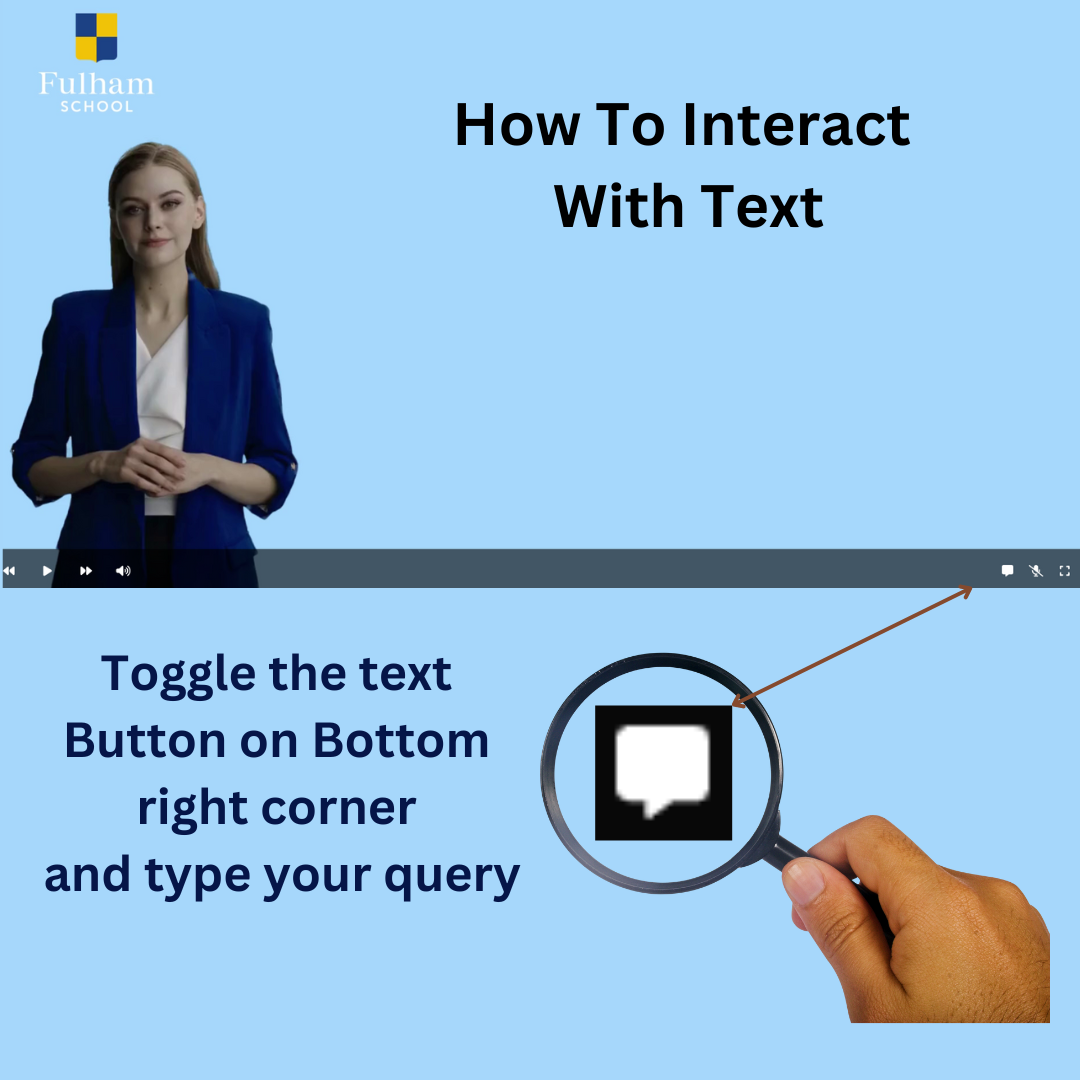 Fulham
SCHOOL
How To Interact
With Text
Toggle the text
Button on Bottom
right corner
and type your query